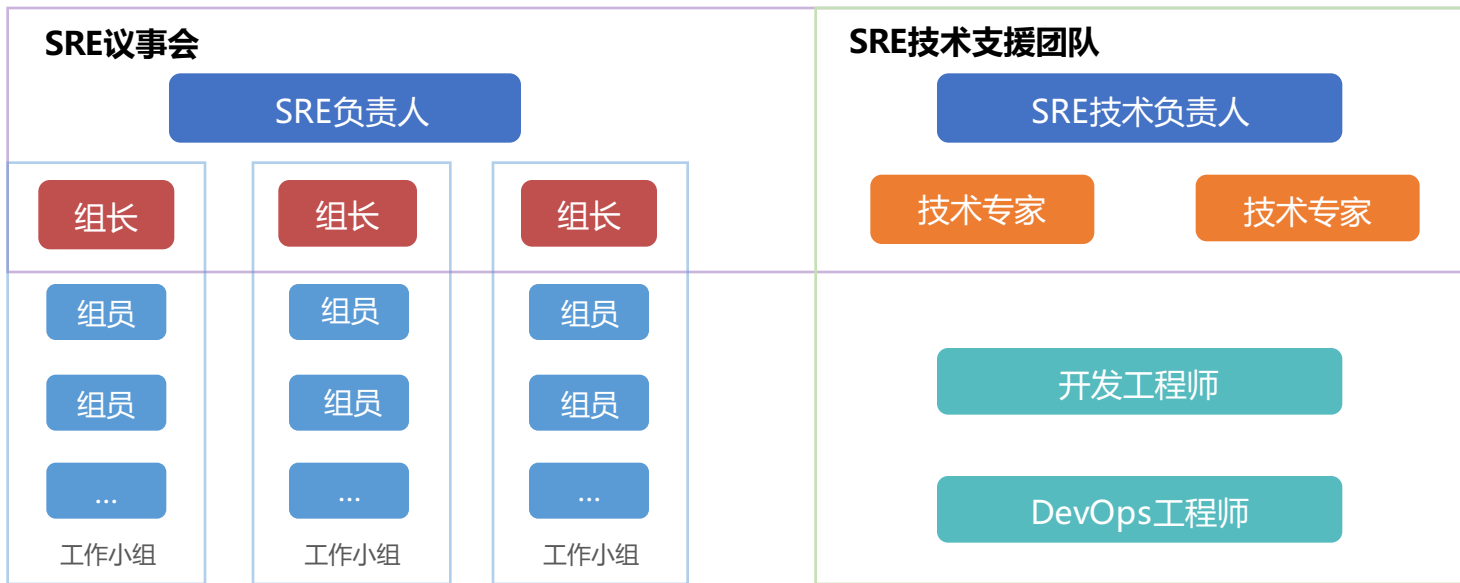 SRE议事会
SRE负责人
组长
组长
组长
组员
组员
组员
组员
组员
组员
...
...
...
工作小组
工作小组
工作小组
SRE技术支援团队
SRE技术负责人
技术专家
技术专家
开发工程师
DevOps工程师